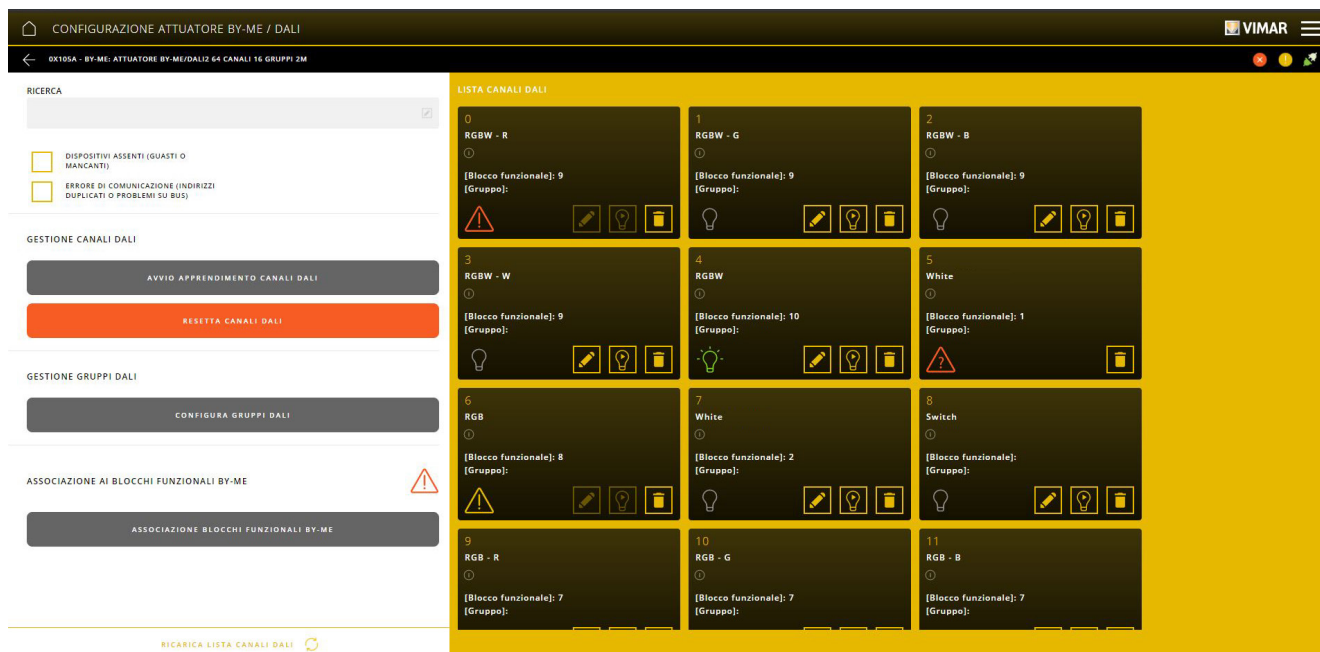 CONFIGURAZIONE ATTUATORE BY-ME / DALI
VIMAR
0X105A - BY-ME: ATTUATORE BY-ME/DALI2 64 CANALI 16 GRUPPI 2M
RICERCA
DISPOSITIVI ASSENTI (GUASTI O
MANCANTI)
ERRORE DI COMUNICAZIONE (INDIRIZZI
DUPLICATI O PROBLEMI SU BUS)
GESTIONE CANALI DALI
AVVIO APPRENDIMENTO CANALI DALI
RESETTA CANALI DALI
GESTIONE GRUPPI DALI
CONFIGURA GRUPPI DALI
ASSOCIAZIONE AI BLOCCHI FUNZIONALI BY-ME
ASSOCIAZIONE BLOCCHI FUNZIONALI BY-ME
RICARICA LISTA CANALI DALI
LISTA CANALI DALI
0
RGBW - R
[Blocco funzionale]: 9
[Gruppo]:
1
RGBW - G
[Blocco funzionale]: 9
[Gruppo]:
2
RGBW - B
[Blocco funzionale]: 9
[Gruppo]:
3
RGBW - W
[Blocco funzionale]: 9
[Gruppo]:
4
RGBW
[Blocco funzionale]: 10
[Gruppo]:
5
White
[Blocco funzionale]: 1
[Gruppo]:
6
RGB
[Blocco funzionale]: 8
[Gruppo]:
7
White
[Blocco funzionale]: 2
[Gruppo]:
8
Switch
[Blocco funzionale]:
[Gruppo]:
9
RGB - R
[Blocco funzionale]: 7
[Gruppo]:
10
RGB - G
[Blocco funzionale]: 7
[Gruppo]:
11
RGB - B
[Blocco funzionale]: 7
[Gruppo]: